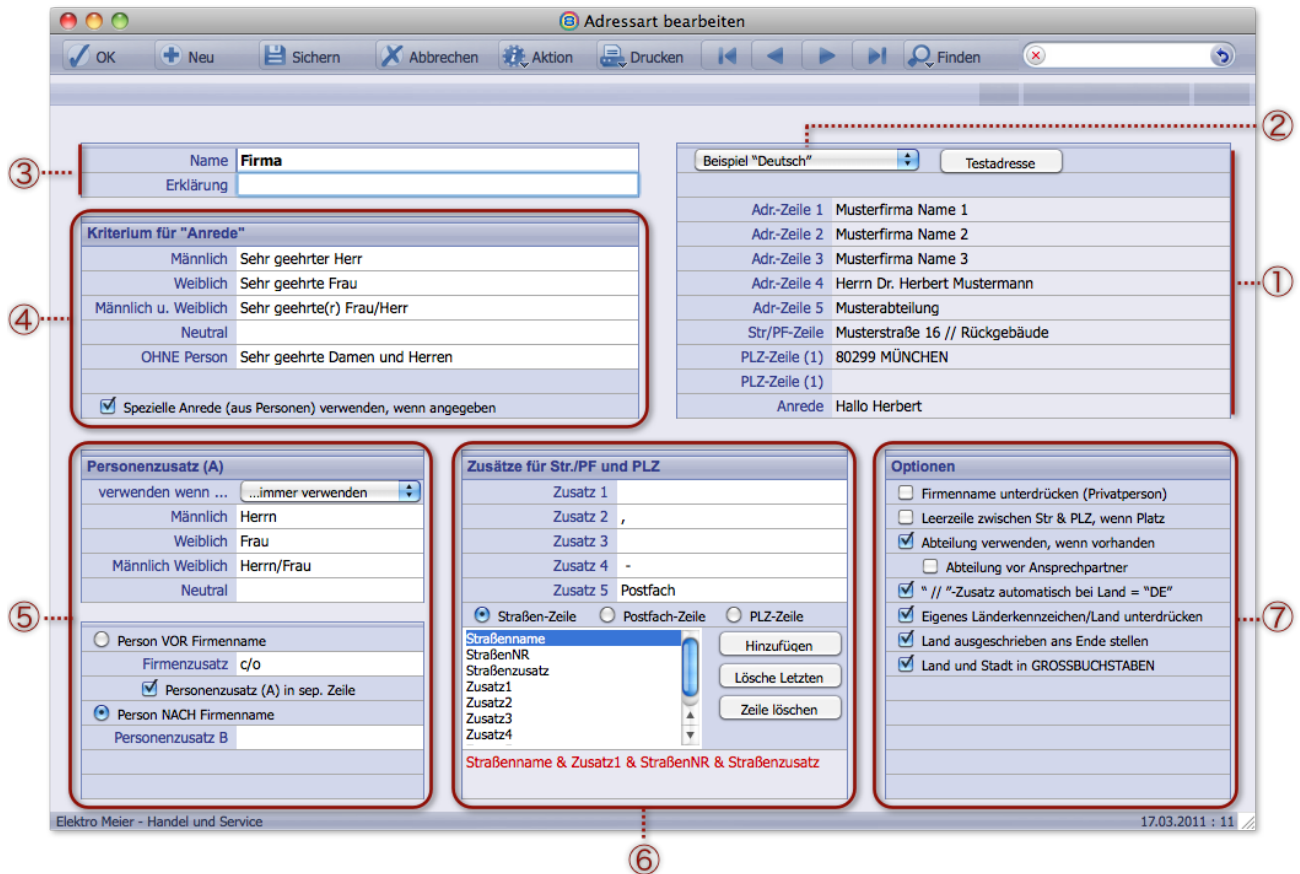 Adressart bearbeiten
OK Neu Sichern Abbrechen Aktion Drucken Finden
②
③
Name Firma
Erklärung
Beispiel "Deutsch" Testadresse
①
Adr.-Zeile 1 Musterfirma Name 1
Adr.-Zeile 2 Musterfirma Name 2
Adr.-Zeile 3 Musterfirma Name 3
Adr.-Zeile 4 Herrn Dr. Herbert Mustermann
Adr-Zeile 5 Musterabteilung
Str/PF-Zeile Musterstraße 16 // Rückgebäude
PLZ-Zeile (1) 80299 MÜNCHEN
PLZ-Zeile (1)
Anrede Hallo Herbert
④
Kriterium für "Anrede"
Männlich Sehr geehrter Herr
Weiblich Sehr geehrte Frau
Männlich u. Weiblich Sehr geehrte(r) Frau/Herr
Neutral
OHNE Person Sehr geehrte Damen und Herren
Spezielle Anrede (aus Personen) verwenden, wenn angegeben
⑤
Personenzusatz (A)
verwenden wenn ... ...immer verwenden
Männlich Herrn
Weiblich Frau
Männlich Weiblich Herrn/Frau
Neutral
Person VOR Firmenname
Firmenzusatz c/o
Personenzusatz (A) in sep. Zeile
Person NACH Firmenname
Personenzusatz B
Zusätze für Str./PF und PLZ
Zusatz 1
Zusatz 2 ,
Zusatz 3
Zusatz 4 -
Zusatz 5 Postfach
Straßen-Zeile Postfach-Zeile PLZ-Zeile
Straßenname
StraßenNR
Straßenzusatz
Zusatz1
Zusatz2
Zusatz3
Zusatz4
Hinzufügen
Lösche Letzten
Zeile löschen
Straßenname & Zusatz1 & StraßenNR & Straßenzusatz
⑥
Optionen
Firmenname unterdrücken (Privatperson)
Leerzeile zwischen Str & PLZ, wenn Platz
Abteilung verwenden, wenn vorhanden
Abteilung vor Ansprechpartner
" // "-Zusatz automatisch bei Land = "DE"
Eigenes Länderkennzeichen/Land unterdrücken
Land ausgeschrieben ans Ende stellen
Land und Stadt in GROSSBUCHSTABEN
⑦
Elektro Meier - Handel und Service 17.03.2011 : 11